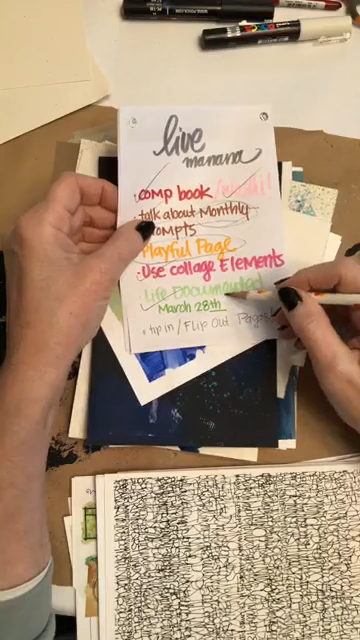 live
manana
• comp book
• talk about Monthly
Prompts
Playful Page
• Use collage Elements
• Life Documented
March 28th
• tip in / Flip Out Pages
POSCA